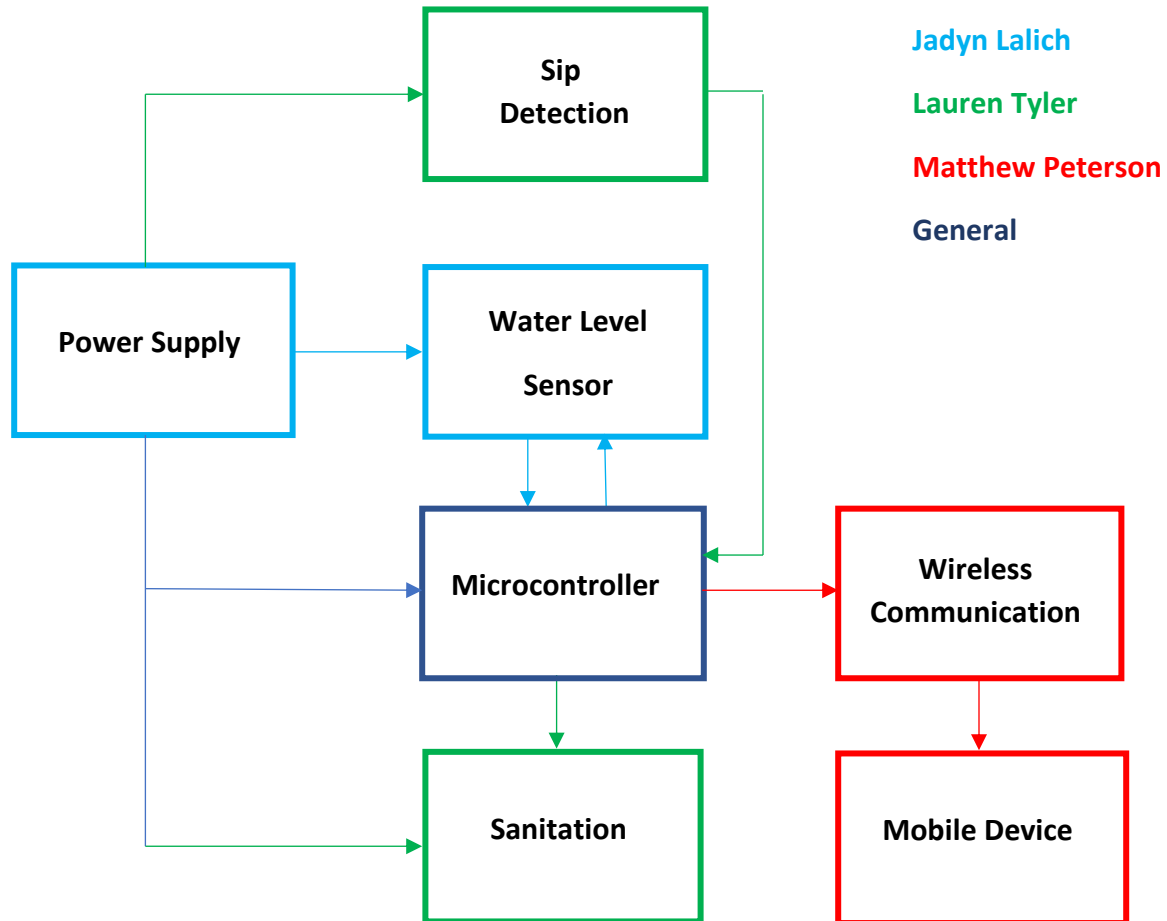 Sip
Detection
Jadyn Lalich
Lauren Tyler
Matthew Peterson
General
Power Supply
Water Level
Sensor
Microcontroller
Wireless
Communication
Sanitation
Mobile Device